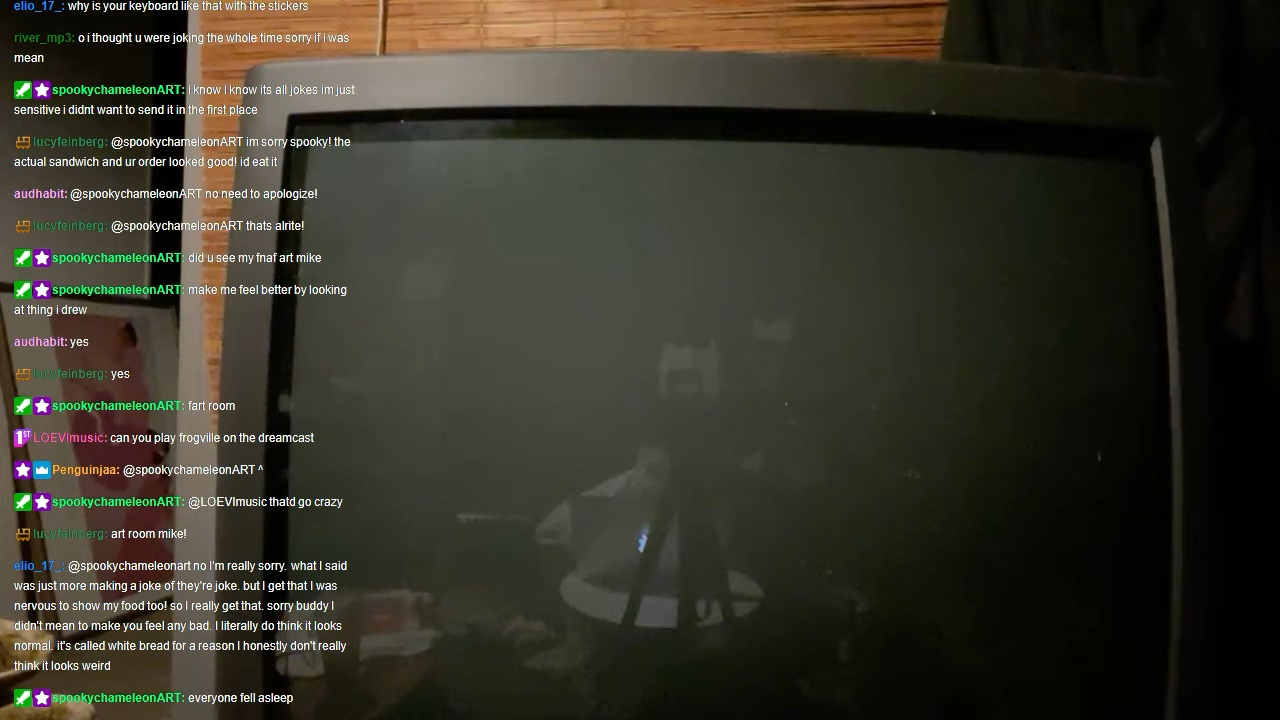 elio_17_: why is your keyboard like that with the stickers
river_mp3: o i thought u were joking the whole time sorry if i was
mean
spookychameleonART: i know i know its all jokes im just
sensitive i didnt want to send it in the first place
lucyfeinberg: @spookychameleonART im sorry spooky! the
actual sandwich and ur order looked good! id eat it
audhabit: @spookychameleonART no need to apologize!
lucyfeinberg: @spookychameleonART thats alrite!
spookychameleonART: did u see my fnaf art mike
spookychameleonART: make me feel better by looking
at thing i drew
audhabit: yes
lucyfeinberg: yes
spookychameleonART: fart room
1ST LOEVImusic: can you play frogville on the dreamcast
Penguinjaa: @spookychameleonART ^
spookychameleonART: @LOEVImusic thatd go crazy
lucyfeinberg: art room mike!
elio_17_: @spookychameleonart no I'm really sorry. what I said
was just more making a joke of they're joke. but I get that I was
nervous to show my food too! so I really get that. sorry buddy I
didn't mean to make you feel any bad. I literally do think it looks
normal. it's called white bread for a reason I honestly don't really
think it looks weird
spookychameleonART: everyone fell asleep